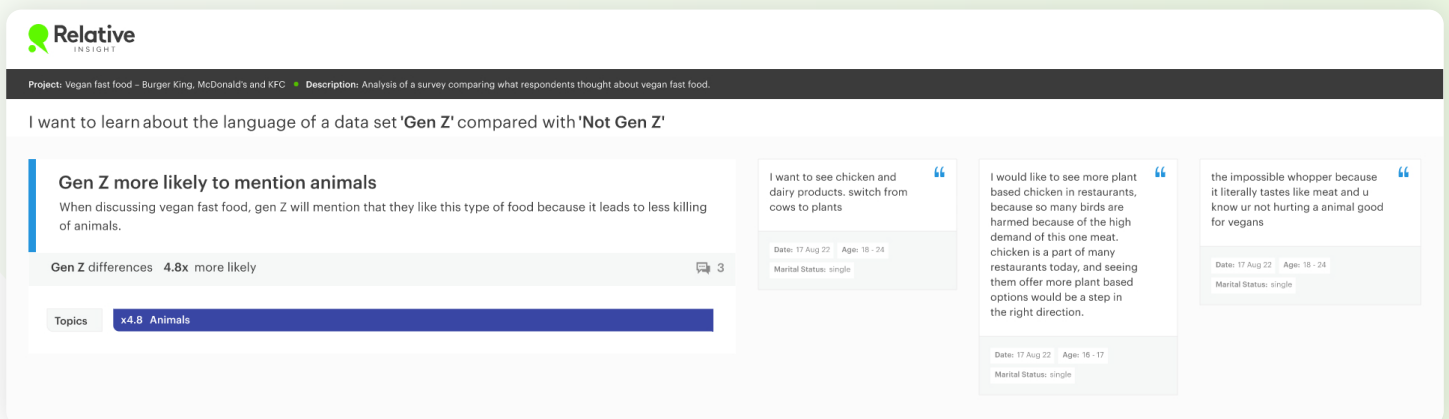 Relative
INSIGHT
Project: Vegan fast food – Burger King, McDonald's and KFC • Description: Analysis of a survey comparing what respondents thought about vegan fast food.
I want to learn about the language of a data set 'Gen Z' compared with 'Not Gen Z'
Gen Z more likely to mention animals
When discussing vegan fast food, gen Z will mention that they like this type of food because it leads to less killing
of animals.
Gen Z differences 4.8x more likely
3
Topics
x4.8 Animals
I want to see chicken and
dairy products. switch from
cows to plants
Date: 17 Aug 22 Age: 18 - 24
Marital Status: single
I would like to see more plant
based chicken in restaurants,
because so many birds are
harmed because of the high
demand of this one meat.
chicken is a part of many
restaurants today, and seeing
them offer more plant based
options would be a step in
the right direction.
Date: 17 Aug 22 Age: 16 - 17
Marital Status: single
the impossible whopper because
it literally tastes like meat and u
know ur not hurting a animal good
for vegans
Date: 17 Aug 22 Age: 18 - 24
Marital Status: single